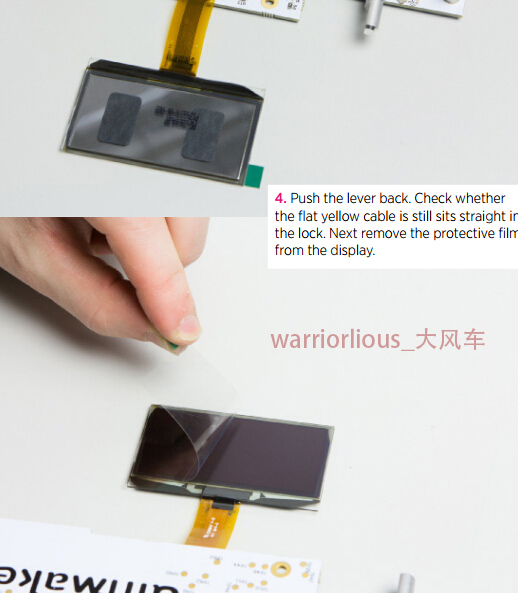 4. Push the lever back. Check whether
the flat yellow cable is still sits straight in
the lock. Next remove the protective film
from the display.
warriorlious_大风车